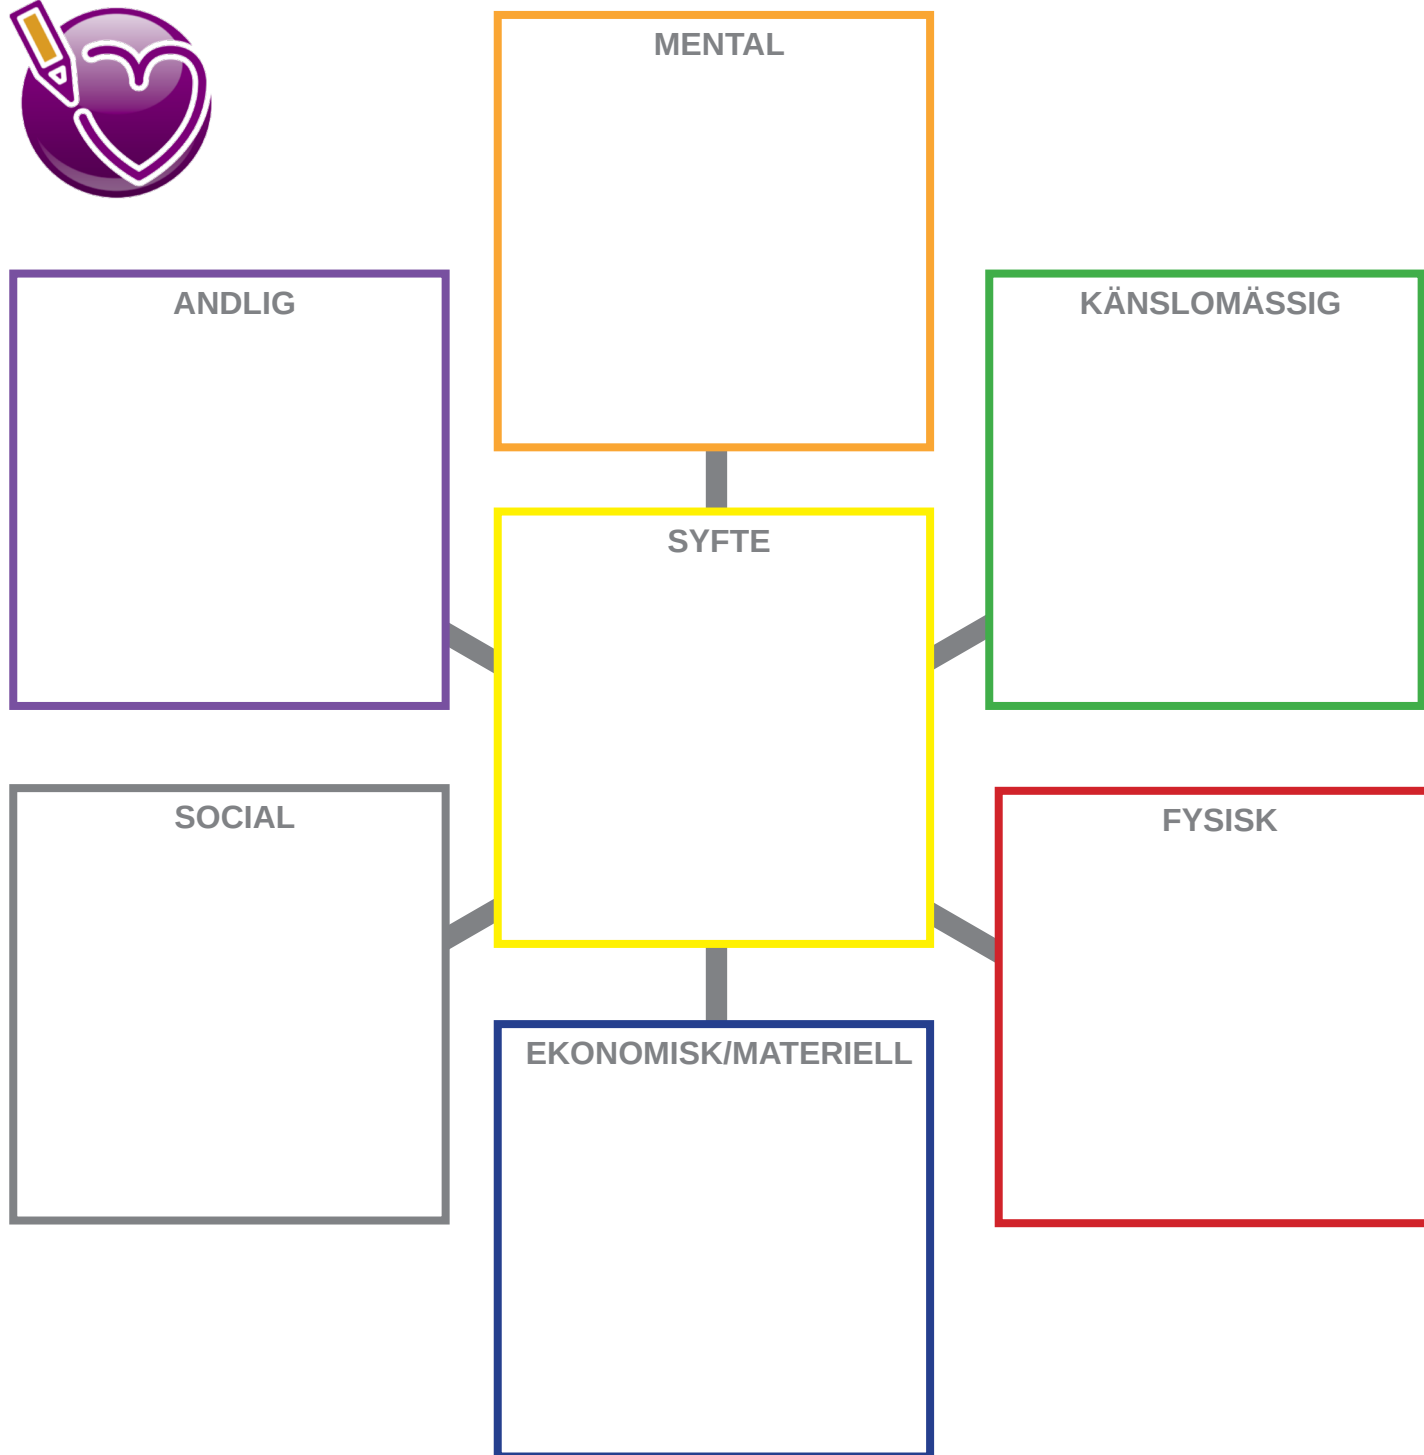 MENTAL
ANDLIG
KÄNSLOMÄSSIG
SYFTE
SOCIAL
FYSISK
EKONOMISK/MATERIELL